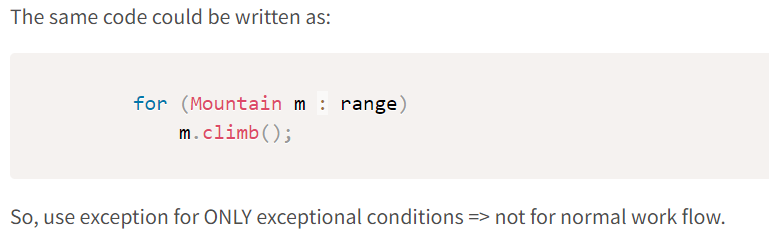 The same code could be written as:
for (Mountain m : range)
m.climb();
So, use exception for ONLY exceptional conditions => not for normal work flow.